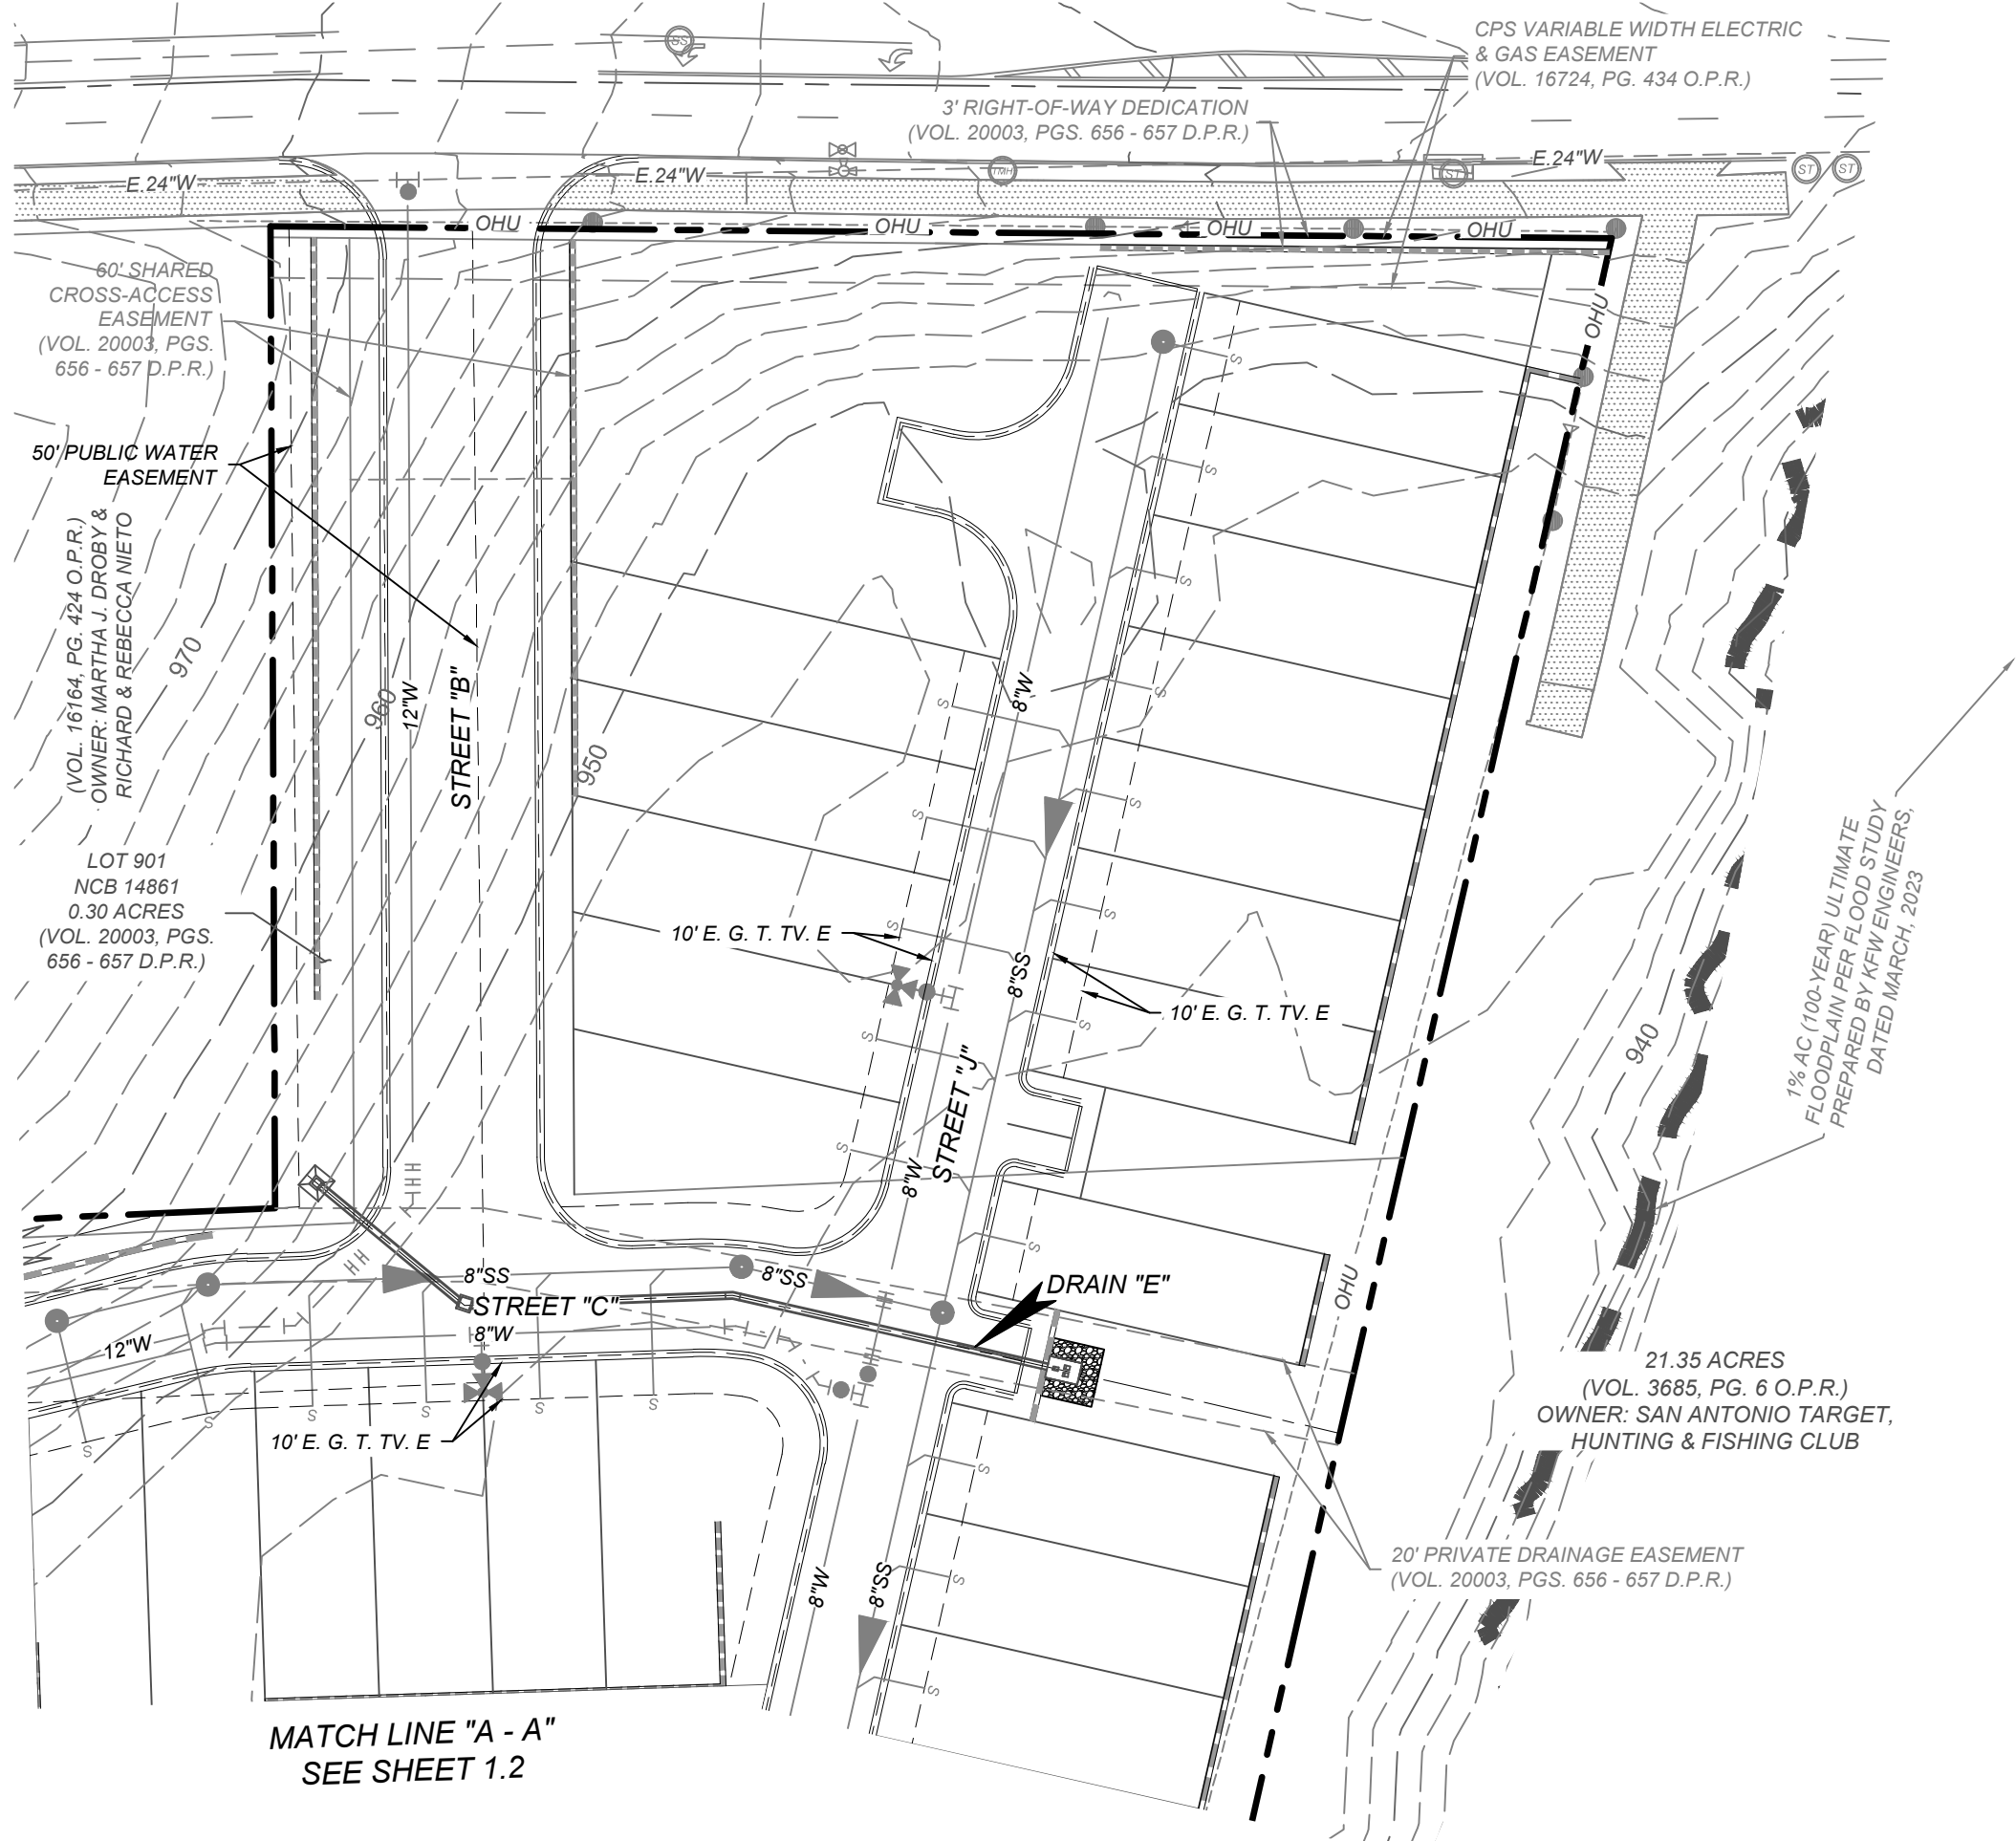 CPS VARIABLE WIDTH ELECTRIC
& GAS EASEMENT
(VOL. 16724, PG. 434 O.P.R.)
SS
3' RIGHT-OF-WAY DEDICATION
(VOL. 20003, PGS. 656 - 657 D.P.R.)
E.24"W
E.24"W
TMH
ST
E.24"W
ST
ST
OHU
OHU
OHU
OHU
OHU
60' SHARED
CROSS-ACCESS
EASEMENT
(VOL. 20003, PGS.
656 - 657 D.P.R.)
50' PUBLIC WATER
EASEMENT
(VOL. 16164, PG. 424 O.P.R.)
OWNER: MARTHA J. DROBY &
RICHARD & REBECCA NIETO
970
960
12"W
STREET "B"
950
8"W
S
S
S
S
S
S
S
S
S
S
S
S
LOT 901
NCB 14861
0.30 ACRES
(VOL. 20003, PGS.
656 - 657 D.P.R.)
10' E. G. T. TV. E
8"SS
10' E. G. T. TV. E
STREET "J"
8"W
940
1% AC (100-YEAR) ULTIMATE
FLOODPLAIN PER FLOOD STUDY
PREPARED BY KFW ENGINEERS,
DATED MARCH, 2023
S
8"SS
8"SS
STREET "C"
8"W
12"W
DRAIN "E"
OHU
S
S
S
S
S
S
10' E. G. T. TV. E
21.35 ACRES
(VOL. 3685, PG. 6 O.P.R.)
OWNER: SAN ANTONIO TARGET,
HUNTING & FISHING CLUB
S
20' PRIVATE DRAINAGE EASEMENT
(VOL. 20003, PGS. 656 - 657 D.P.R.)
8"W
8"SS
S
S
MATCH LINE "A - A"
SEE SHEET 1.2